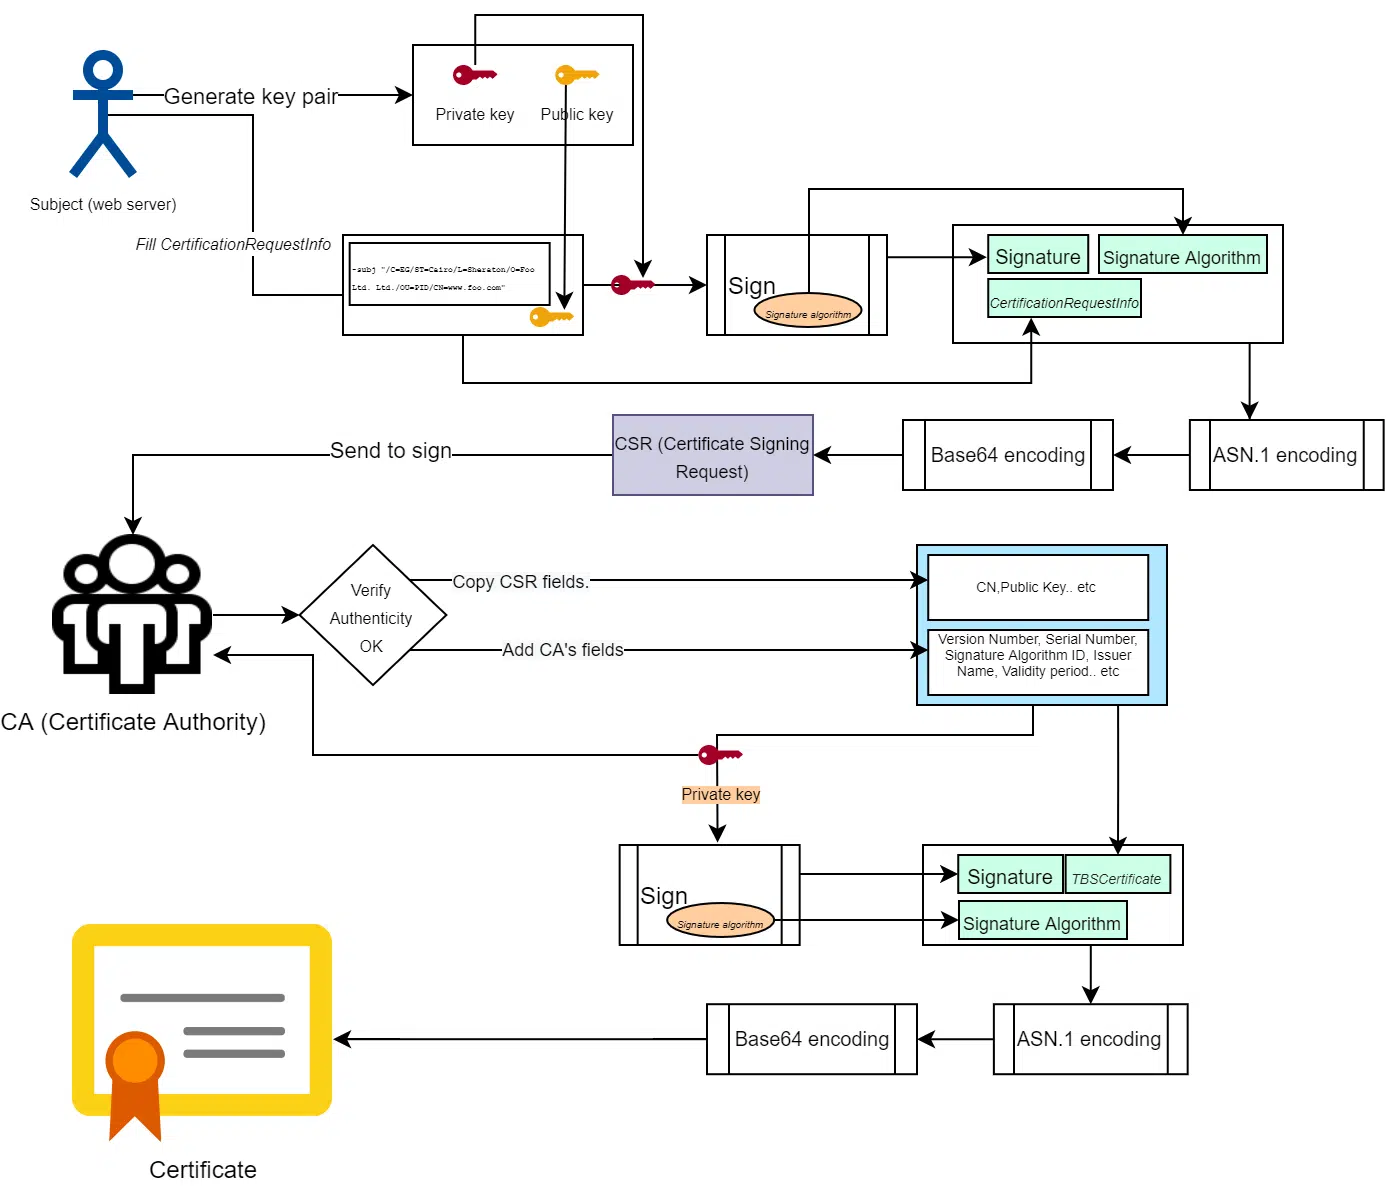 Generate key pair
Private key
Public key
Subject (web server)
Fill CertificationRequestInfo
-subj "/C=EG/ST=Cairo/L=Sheraton/O=Foo
Ltd. Ltd./OU=PID/CN=www.foo.com"
Sign
Signature algorithm
Signature
Signature Algorithm
CertificationRequestInfo
Send to sign
CSR (Certificate Signing
Request)
Base64 encoding
ASN.1 encoding
Verify
Authenticity
OK
Copy CSR fields.
Add CA's fields
CN,Public Key.. etc
Version Number, Serial Number,
Signature Algorithm ID, Issuer
Name, Validity period.. etc
CA (Certificate Authority)
Private key
Sign
Signature algorithm
Signature
TBSCertificate
Signature Algorithm
Base64 encoding
ASN.1 encoding
Certificate